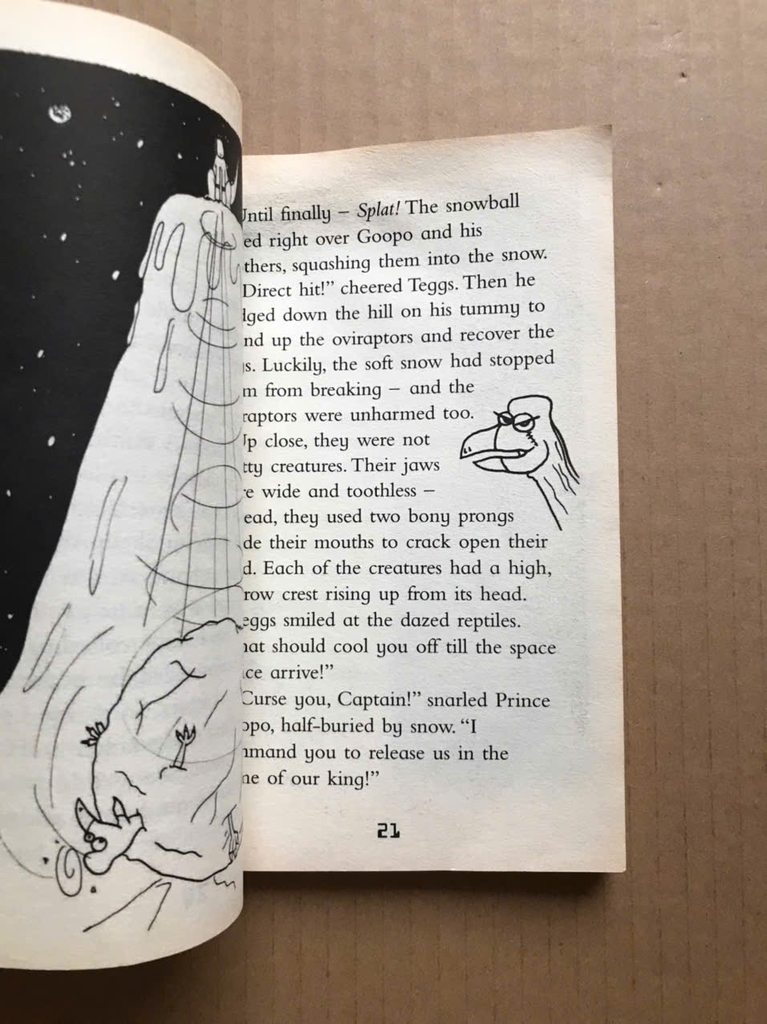 Until finally – Splat! The snowball
ed right over Goopo and his
thers, squashing them into the snow.
Direct hit!” cheered Teggs. Then he
dged down the hill on his tummy to
nd up the oviraptors and recover the
s. Luckily, the soft snow had stopped
m from breaking – and the
raptors were unharmed too.
Up close, they were not
tty creatures. Their jaws
e wide and toothless –
ead, they used two bony prongs
de their mouths to crack open their
d. Each of the creatures had a high,
row crest rising up from its head.
eggs smiled at the dazed reptiles.
hat should cool you off till the space
ice arrive!”
Curse you, Captain!” snarled Prince
opo, half-buried by snow. “I
mmand you to release us in the
ne of our king!”
21